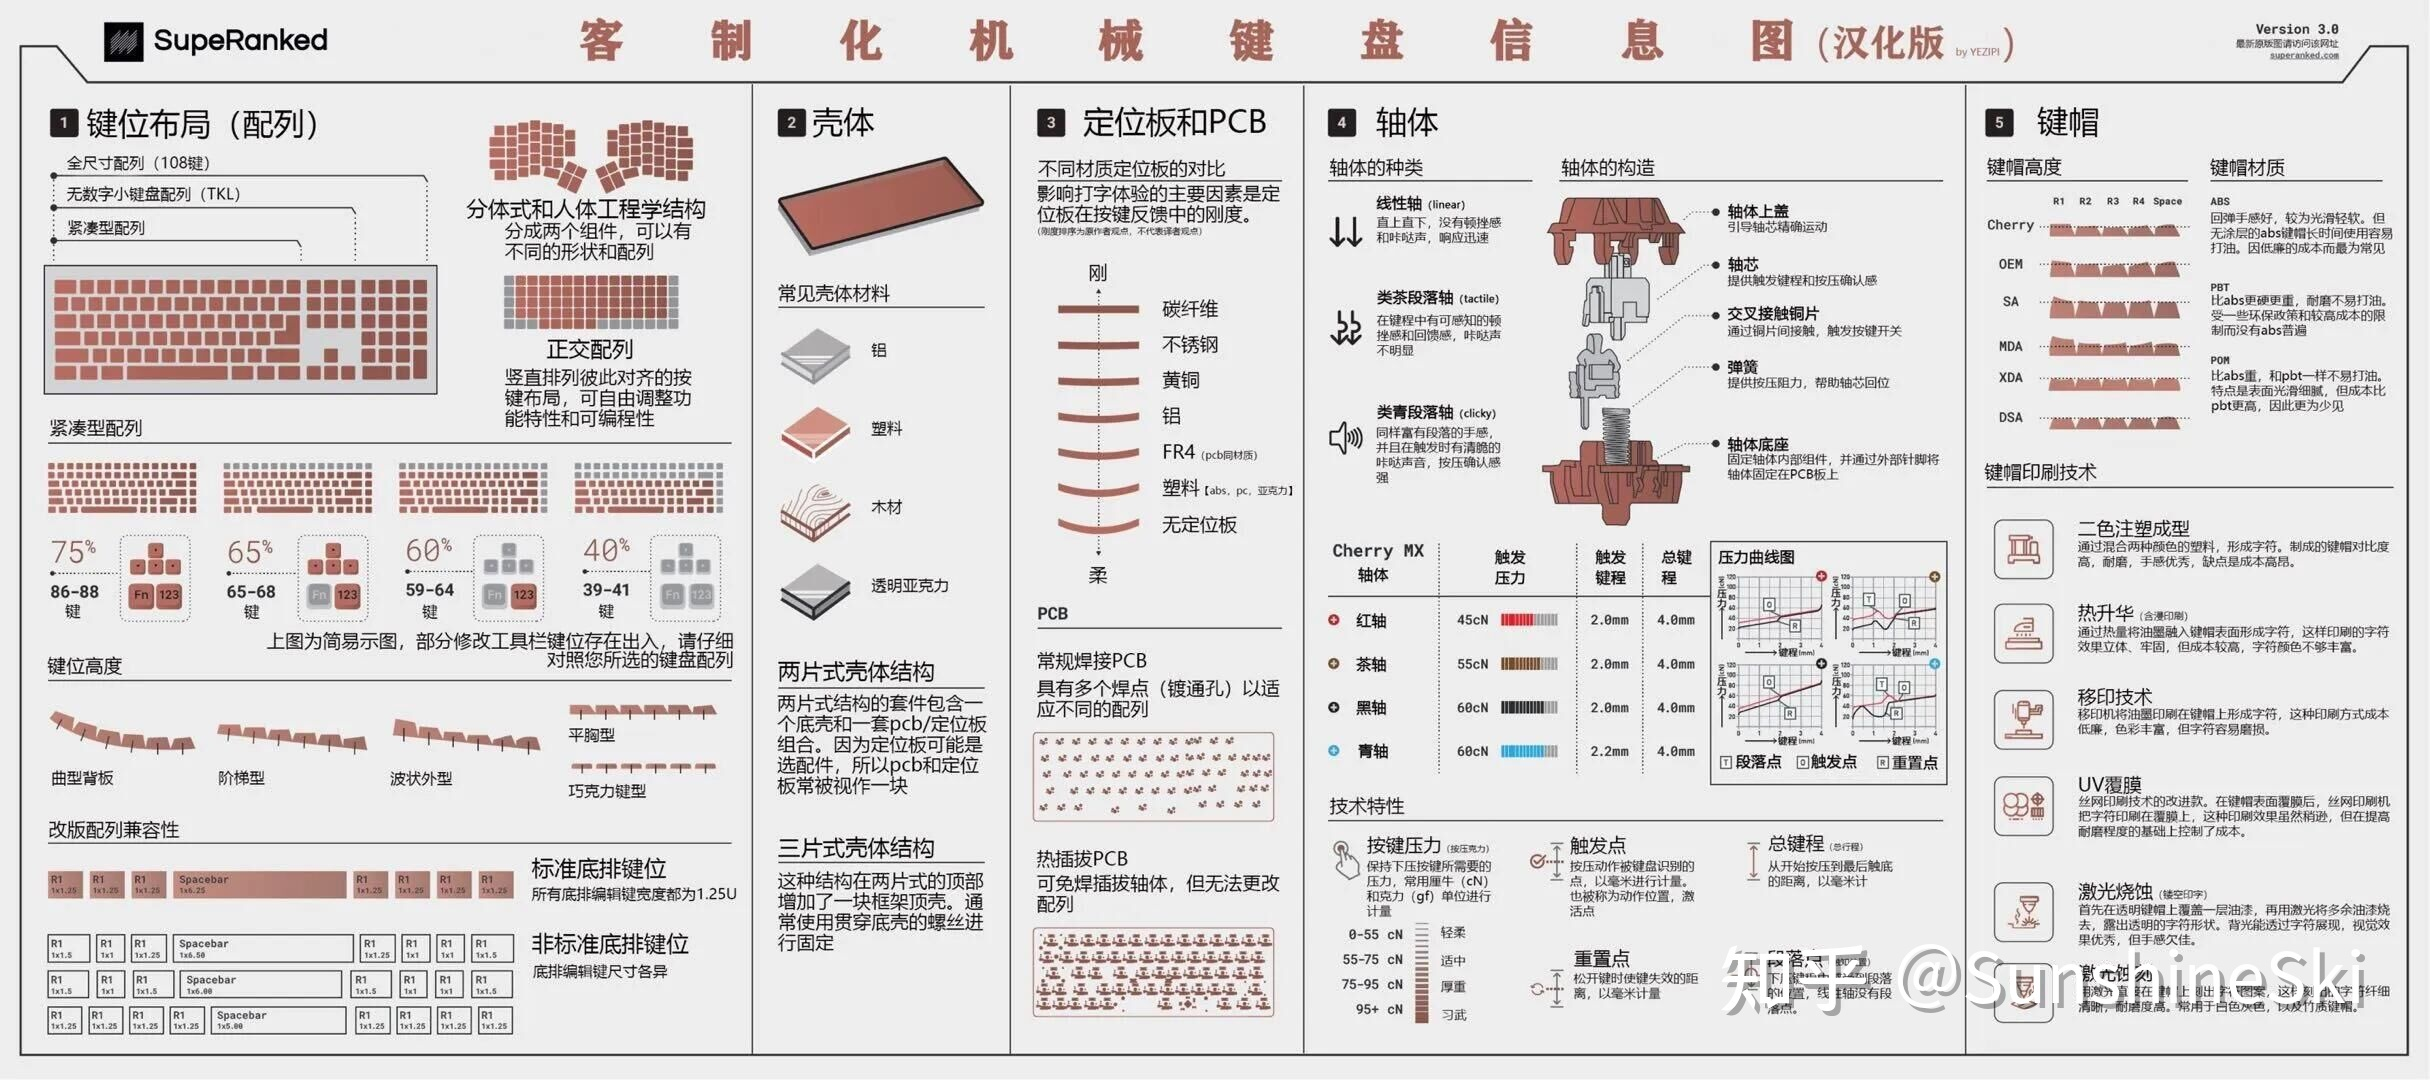 SupeRanked
客制化机械键盘信息图(汉化版 by YEZIPI)
Version 3.0
最新原版图请访问该网址
superanked.com
1 键位布局（配列）
全尺寸配列（108键）
无数字小键盘配列（TKL）
紧凑型配列
分体式和人体工程学结构
分成两个组件，可以有
不同的形状和配列
正交配列
竖直排列彼此对齐的按
键布局，可自由调整功
能特性和可编程性
紧凑型配列
75%
86-88
键
Fn 123
65%
65-68
键
Fn 123
60%
59-64
键
Fn 123
40%
39-41
键
Fn 123
上图为简易示图，部分修改工具栏键位存在出入，请仔细
对照您所选的键盘配列
键位高度
曲型背板
阶梯型
波状外型
平胸型
巧克力键型
改版配列兼容性
R1 1x1.25 R1 1x1.25 R1 1x1.25 Spacebar 1x6.25 R1 1x1.25 R1 1x1.25 R1 1x1.25 R1 1x1.25
标准底排键位
所有底排编辑键宽度都为1.25U
R1 1x1.5 R1 1x1 R1 1x1.25 Spacebar 1x6.50 R1 1x1.25 R1 1x1 R1 1x1 R1 1x1.5
R1 1x1.5 R1 1x1 R1 1x1.5 Spacebar 1x6.00 R1 1x1.5 R1 1x1 R1 1x1 R1 1x1.5
R1 1x1.25 R1 1x1.25 R1 1x1.25 R1 1x1.25 Spacebar 1x5.00 R1 1x1.25 R1 1x1.25 R1 1x1.25 R1 1x1.25
非标准底排键位
底排编辑键尺寸各异
2 壳体
常见壳体材料
铝
塑料
木材
透明亚克力
两片式壳体结构
两片式结构的套件包含一
个底壳和一套pcb/定位板
组合。因为定位板可能是
选配件，所以pcb和定位
板常被视作一块
三片式壳体结构
这种结构在两片式的顶部
增加了一块框架顶壳。通
常使用贯穿底壳的螺丝进
行固定
3 定位板和PCB
不同材质定位板的对比
影响打字体验的主要因素是定
位板在按键反馈中的刚度。
（刚度排序为原作者观点，不代表译者观点）
刚
碳纤维
不锈钢
黄铜
铝
FR4（pcb同材质）
塑料【abs，pc，亚克力】
无定位板
柔
PCB
常规焊接PCB
具有多个焊点（镀通孔）以适
应不同的配列
热插拔PCB
可免焊插拔轴体，但无法更改
配列
4 轴体
轴体的种类
线性轴（linear）
直上直下，没有顿挫感
和咔哒声，响应迅速
类茶段落轴（tactile）
在键程中有可感知的顿
挫感和回馈感，咔哒声
不明显
类青段落轴（clicky）
同样富有段落的手感，
并且在触发时有清脆的
咔哒声音，按压确认感
强
轴体的构造
轴体上盖
引导轴芯精确运动
轴芯
提供触发键程和按压确认感
交叉接触铜片
通过铜片间接触，触发按键开关
弹簧
提供按压阻力，帮助轴芯回位
轴体底座
固定轴体内部组件，并通过外部针脚将
轴体固定在PCB板上
Cherry MX 轴体 触发压力 触发键程 总键程
红轴 45cN 2.0mm 4.0mm
茶轴 55cN 2.0mm 4.0mm
黑轴 60cN 2.0mm 4.0mm
青轴 60cN 2.2mm 4.0mm
压力曲线图
压力(cN)
键程(mm)
T 段落点 O 触发点 R 重置点
技术特性
按键压力（按压克力）
保持下压按键所需要的
压力，常用厘牛（cN）
和克力（gf）单位进行
计量
0-55 cN 轻柔
55-75 cN 适中
75-95 cN 厚重
95+ cN 习武
触发点
按压动作被键盘识别的
点，以毫米进行计量。
也被称为动作位置，激
活点
总键程（总行程）
从开始按压到最后触底
的距离，以毫米计
重置点
松开键时使键失效的距
离，以毫米计量
段落点
位置，线性轴没有段
落点。
5 键帽
键帽高度
R1 R2 R3 R4 Space
Cherry
OEM
SA
MDA
XDA
DSA
键帽材质
ABS
回弹手感好，较为光滑轻软。但
无涂层的abs键帽长时间使用容易
打油。因低廉的成本而最为常见
PBT
比abs更硬更重，耐磨不易打油。
受一些环保政策和较高成本的限
制而没有abs普遍
POM
比abs重，和pbt一样不易打油。
特点是表面光滑细腻，但成本比
pbt更高，因此更为少见
键帽印刷技术
二色注塑成型
通过混合两种颜色的塑料，形成字符。制成的键帽对比度
高，耐磨，手感优秀，缺点是成本高昂。
热升华（含浸印刷）
通过热量将油墨融入键帽表面形成字符，这样印刷的字符
效果立体、牢固，但成本较高，字符颜色不够丰富。
移印技术
移印机将油墨印刷在键帽上形成字符，这种印刷方式成本
低廉，色彩丰富，但字符容易磨损。
UV覆膜
丝网印刷技术的改进款。在键帽表面覆膜后，丝网印刷机
把字符印刷在覆膜上，这种印刷效果虽然稍逊，但在提高
耐磨程度的基础上控制了成本。
激光烧蚀（镂空印字）
首先在透明键帽上覆盖一层油漆，再用激光将多余油漆烧
去，露出透明的字符形状。背光能透过字符展现，视觉效
果优秀，但手感欠佳。
激光蚀刻
清晰，耐磨度高。常用于白色灰色，以及竹质键帽。
知乎 @SunshineSki